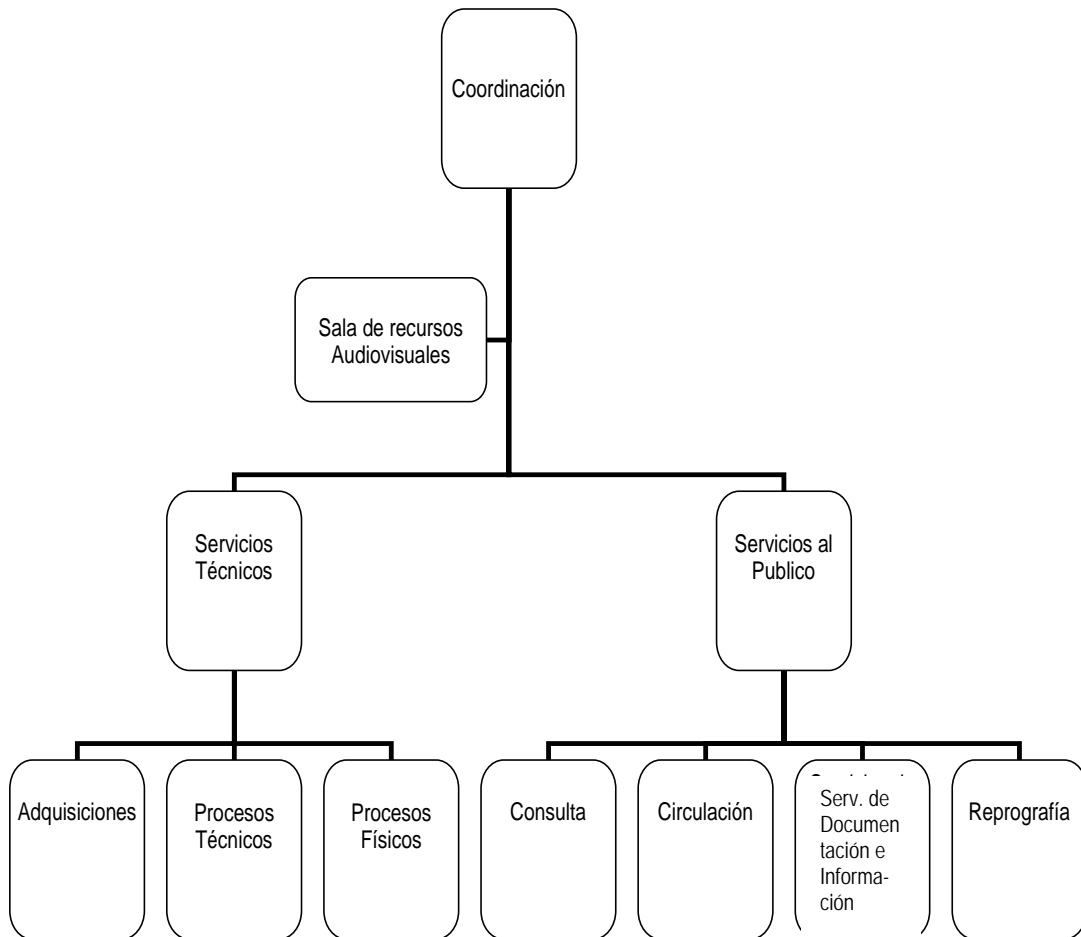 Coordinación
Sala de recursos
Audiovisuales
Servicios
Técnicos
Servicios al
Publico
Adquisiciones
Procesos
Técnicos
Procesos
Físicos
Consulta
Circulación
Serv. de
Documen
tación e
Informa-
ción
Reprografía